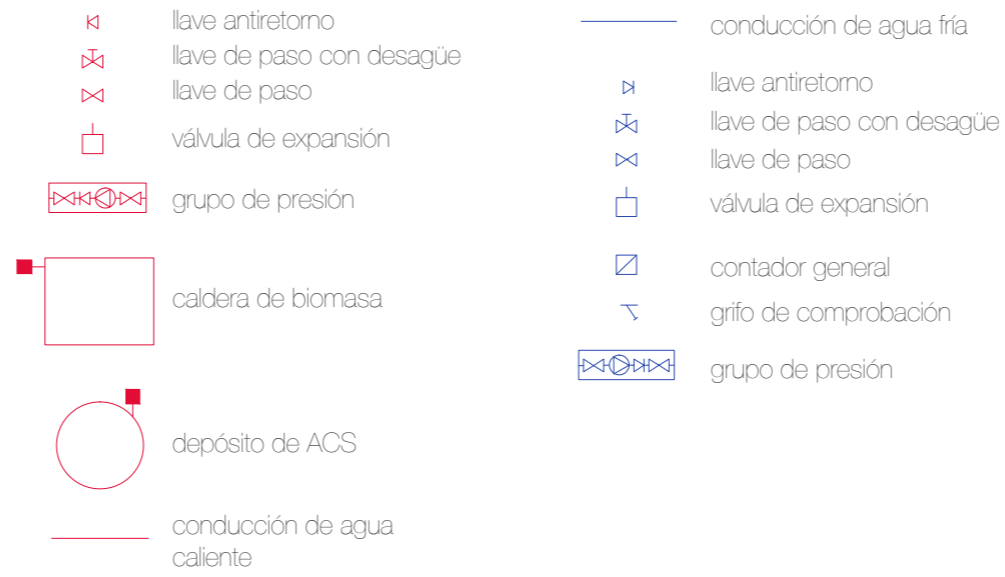 llave antiretorno
llave de paso con desagüe
llave de paso
válvula de expansión
grupo de presión
caldera de biomasa
depósito de ACS
conducción de agua
caliente
conducción de agua fría
llave antiretorno
llave de paso con desagüe
llave de paso
válvula de expansión
contador general
grifo de comprobación
grupo de presión